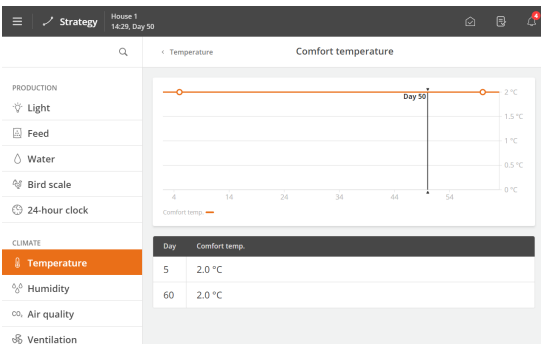 Strategy
House 1
14:29, Day 50
4
PRODUCTION
Light
Feed
Water
Bird scale
24-hour clock
CLIMATE
Temperature
Humidity
CO₂ Air quality
Ventilation
‹ Temperature
Comfort temperature
Day 50
2 °C
1.5 °C
1 °C
0.5 °C
0 °C
4 14 24 34 44 54
Comfort temp.
Day Comfort temp.
5 2.0 °C
60 2.0 °C